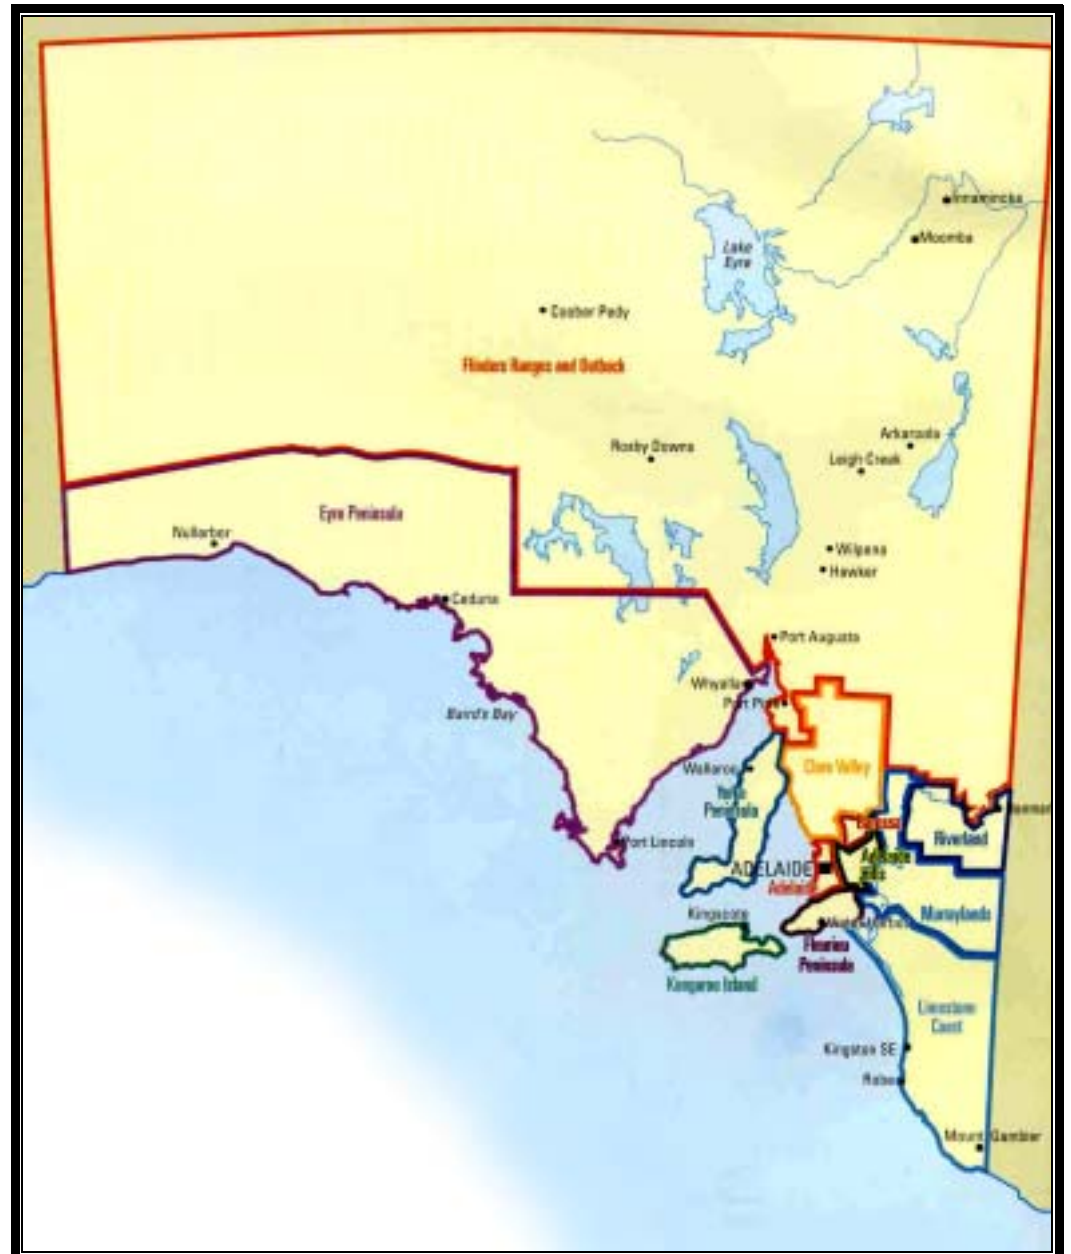 Innamincka
Moomba
Lake
Eyre
Coober Pedy
Flinders Ranges and Outback
Arkaroola
Roxby Downs
Leigh Creek
Eyre Peninsula
Nullarbor
Wilpena
Hawker
Ceduna
Port Augusta
Whyalla
Port Pirie
Baird's Bay
Clare Valley
Wallaroo
Yorke
Peninsula
Barossa
Riverland
Port Lincoln
Adelaide
Hills
ADELAIDE
Adelaide
Murraylands
Kingscote
Fleurieu
Peninsula
Kangaroo Island
Limestone
Coast
Kingston SE
Robe
Mount Gambier